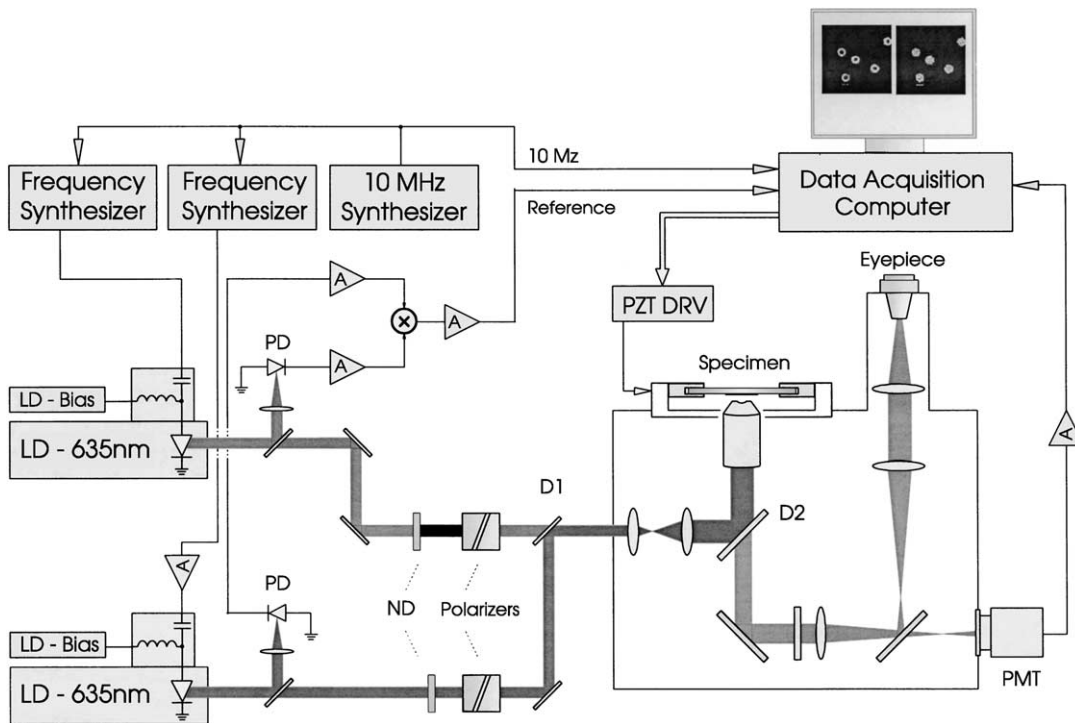 10 Mz
Frequency
Synthesizer
Frequency
Synthesizer
10 MHz
Synthesizer
Data Acquisition
Computer
Reference
Eyepiece
A
PZT DRV
A
PD
A
Specimen
LD - Bias
LD - 635nm
A
D1
D2
A
PD
ND
Polarizers
LD - Bias
LD - 635nm
PMT